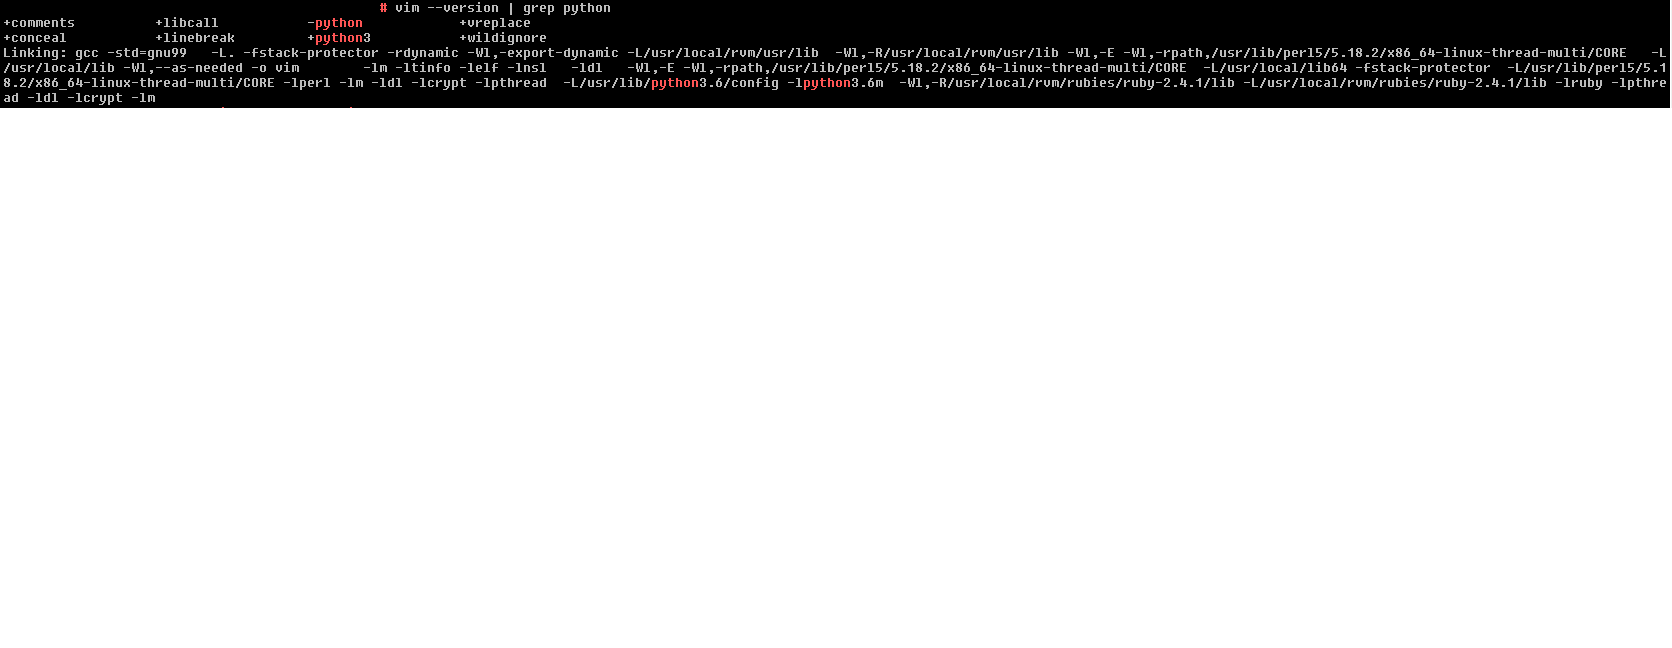 # vim --version | grep python
+comments          +libcall           -python            +vreplace
+conceal           +linebreak         +python3           +wildignore
Linking: gcc -std=gnu99   -L. -fstack-protector -rdynamic -Wl,-export-dynamic -L/usr/local/rvm/usr/lib  -Wl,-R/usr/local/rvm/usr/lib -Wl,-E -Wl,-rpath,/usr/lib/perl5/5.18.2/x86_64-linux-thread-multi/CORE   -L
/usr/local/lib -Wl,--as-needed -o vim        -lm -ltinfo -lelf -lnsl   -ldl   -Wl,-E -Wl,-rpath,/usr/lib/perl5/5.18.2/x86_64-linux-thread-multi/CORE  -L/usr/local/lib64 -fstack-protector  -L/usr/lib/perl5/5.1
8.2/x86_64-linux-thread-multi/CORE -lperl -lm -ldl -lcrypt -lpthread  -L/usr/lib/python3.6/config -lpython3.6m  -Wl,-R/usr/local/rvm/rubies/ruby-2.4.1/lib -L/usr/local/rvm/rubies/ruby-2.4.1/lib -lruby -lpthre
ad -ldl -lcrypt -lm